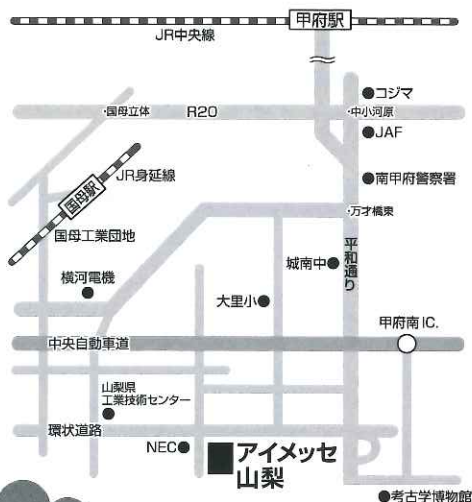 甲府駅
JR中央線
コジマ
・国母立体
R20
・中小河原
JAF
JR身延線
国母駅
南甲府警察署
・万才橋東
国母工業団地
平和通り
城南中
横河電機
大里小
甲府南IC.
中央自動車道
山梨県
工業技術センター
環状道路
NEC
アイメッセ
山梨
考古学博物館